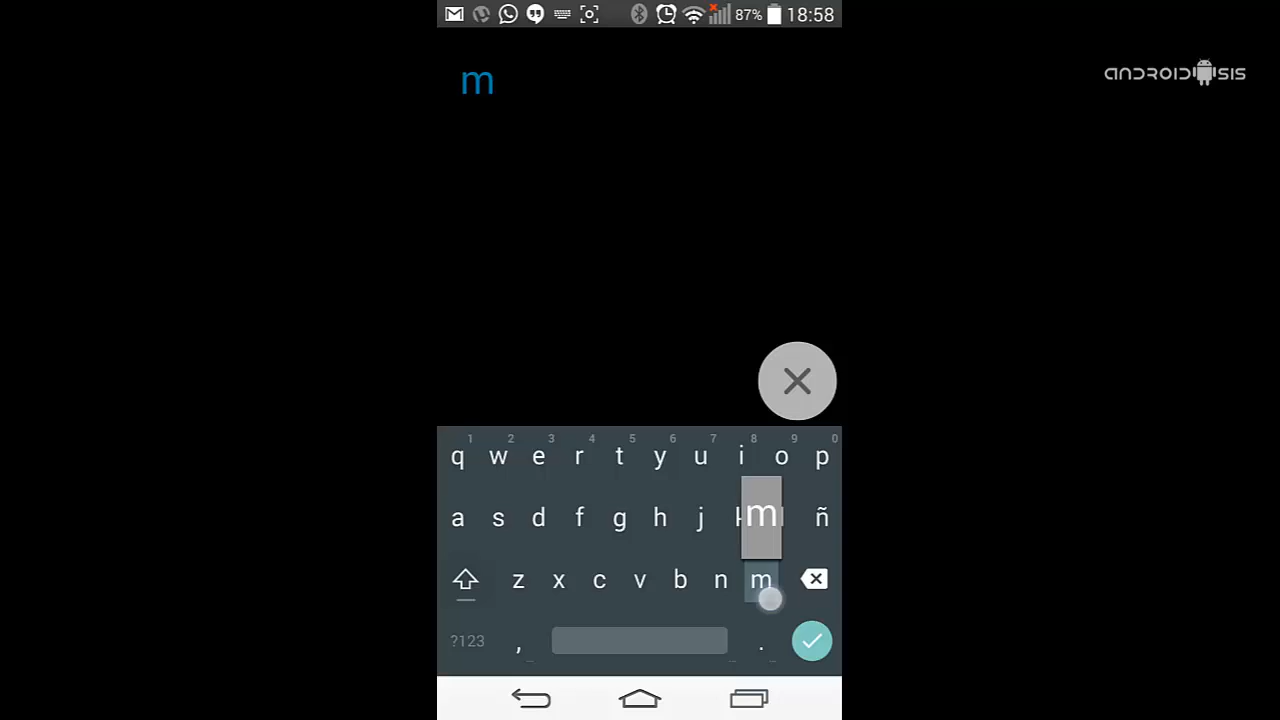 87% 18:58
ANDROIDSIS
m
1 2 3 4 5 6 7 8 9 0
q w e r t y u i o p
a s d f g h j m ñ
z x c v b n m
?123 , .